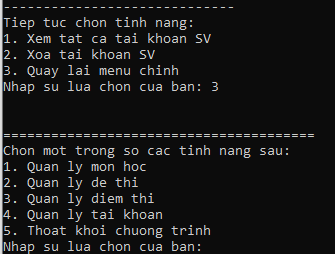 -----------------------------
Tiep tuc chon tinh nang:
1. Xem tat ca tai khoan SV
2. Xoa tai khoan SV
3. Quay lai menu chinh
Nhap su lua chon cua ban: 3
=======================================
Chon mot trong so cac tinh nang sau:
1. Quan ly mon hoc
2. Quan ly de thi
3. Quan ly diem thi
4. Quan ly tai khoan
5. Thoat khoi chuong trinh
Nhap su lua chon cua ban: